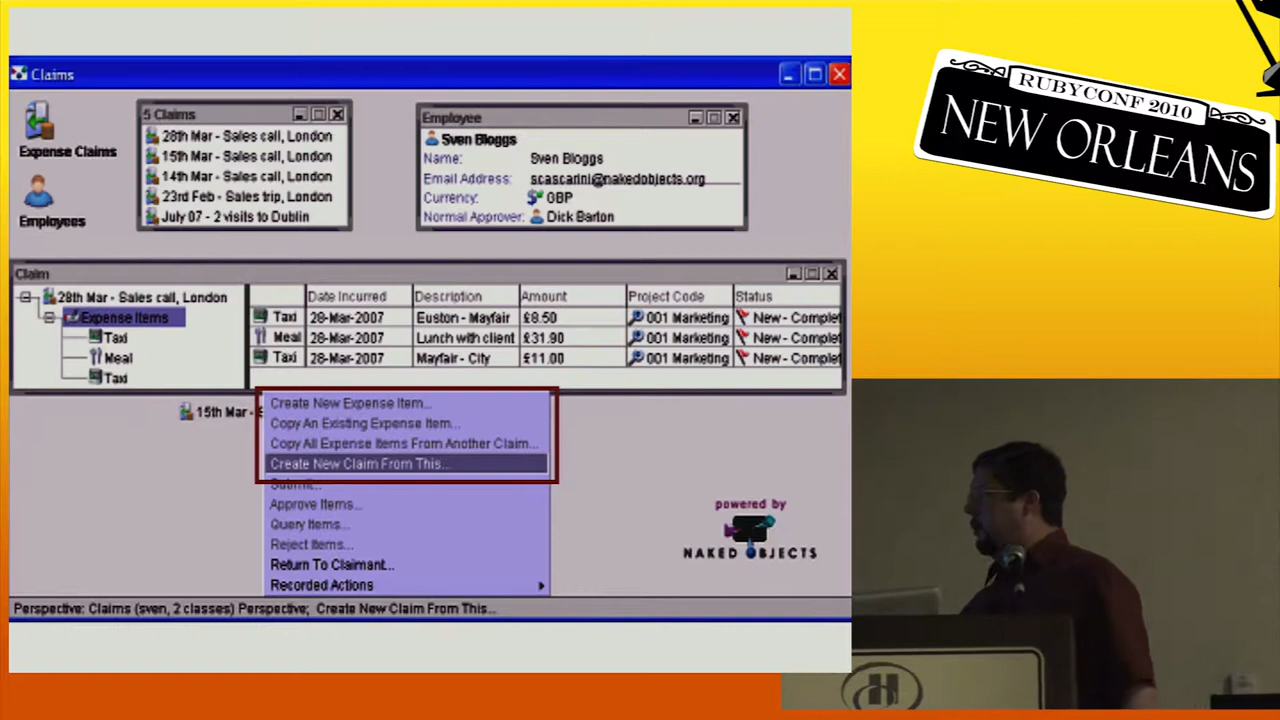 Claims
Expense Claims
Employees
5 Claims
28th Mar - Sales call, London
15th Mar - Sales call, London
14th Mar - Sales call, London
23rd Feb - Sales trip, London
July 07 - 2 visits to Dublin
Employee
Sven Bloggs
Name: Sven Bloggs
Email Address: scascarini@nakedobjects.org
Currency: GBP
Normal Approver: Dick Barton
Claim
28th Mar - Sales call, London
Expense Items
Taxi
Meal
Taxi
Date Incurred Description Amount Project Code Status
Taxi 28-Mar-2007 Euston - Mayfair £8.50 001 Marketing New - Complet
Meal 28-Mar-2007 Lunch with client £31.90 001 Marketing New - Complet
Taxi 28-Mar-2007 Mayfair - City £11.00 001 Marketing New - Complet
15th Mar - S
Create New Expense Item...
Copy An Existing Expense Item...
Copy All Expense Items From Another Claim...
Create New Claim From This...
Submit...
Approve Items...
Query Items...
Reject Items...
Return To Claimant...
Recorded Actions
powered by
NAKED OBJECTS
Perspective: Claims (sven, 2 classes) Perspective; Create New Claim From This...
RUBYCONF 2010
NEW ORLEANS